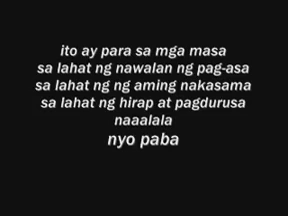 ito ay para sa mga masa
sa lahat ng nawalan ng pag-asa
sa lahat ng ng aming nakasama
sa lahat ng hirap at pagdurusa
naaalala
nyo paba